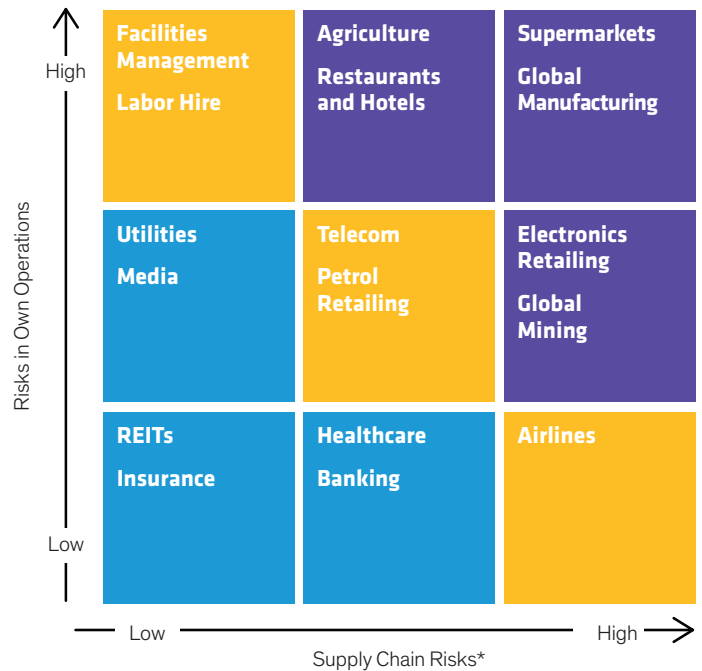 High
Risks in Own Operations
Low
Facilities
Management
Labor Hire
Agriculture
Restaurants
and Hotels
Supermarkets
Global
Manufacturing
Utilities
Media
Telecom
Petrol
Retailing
Electronics
Retailing
Global
Mining
REITs
Insurance
Healthcare
Banking
Airlines
Low
High
Supply Chain Risks*